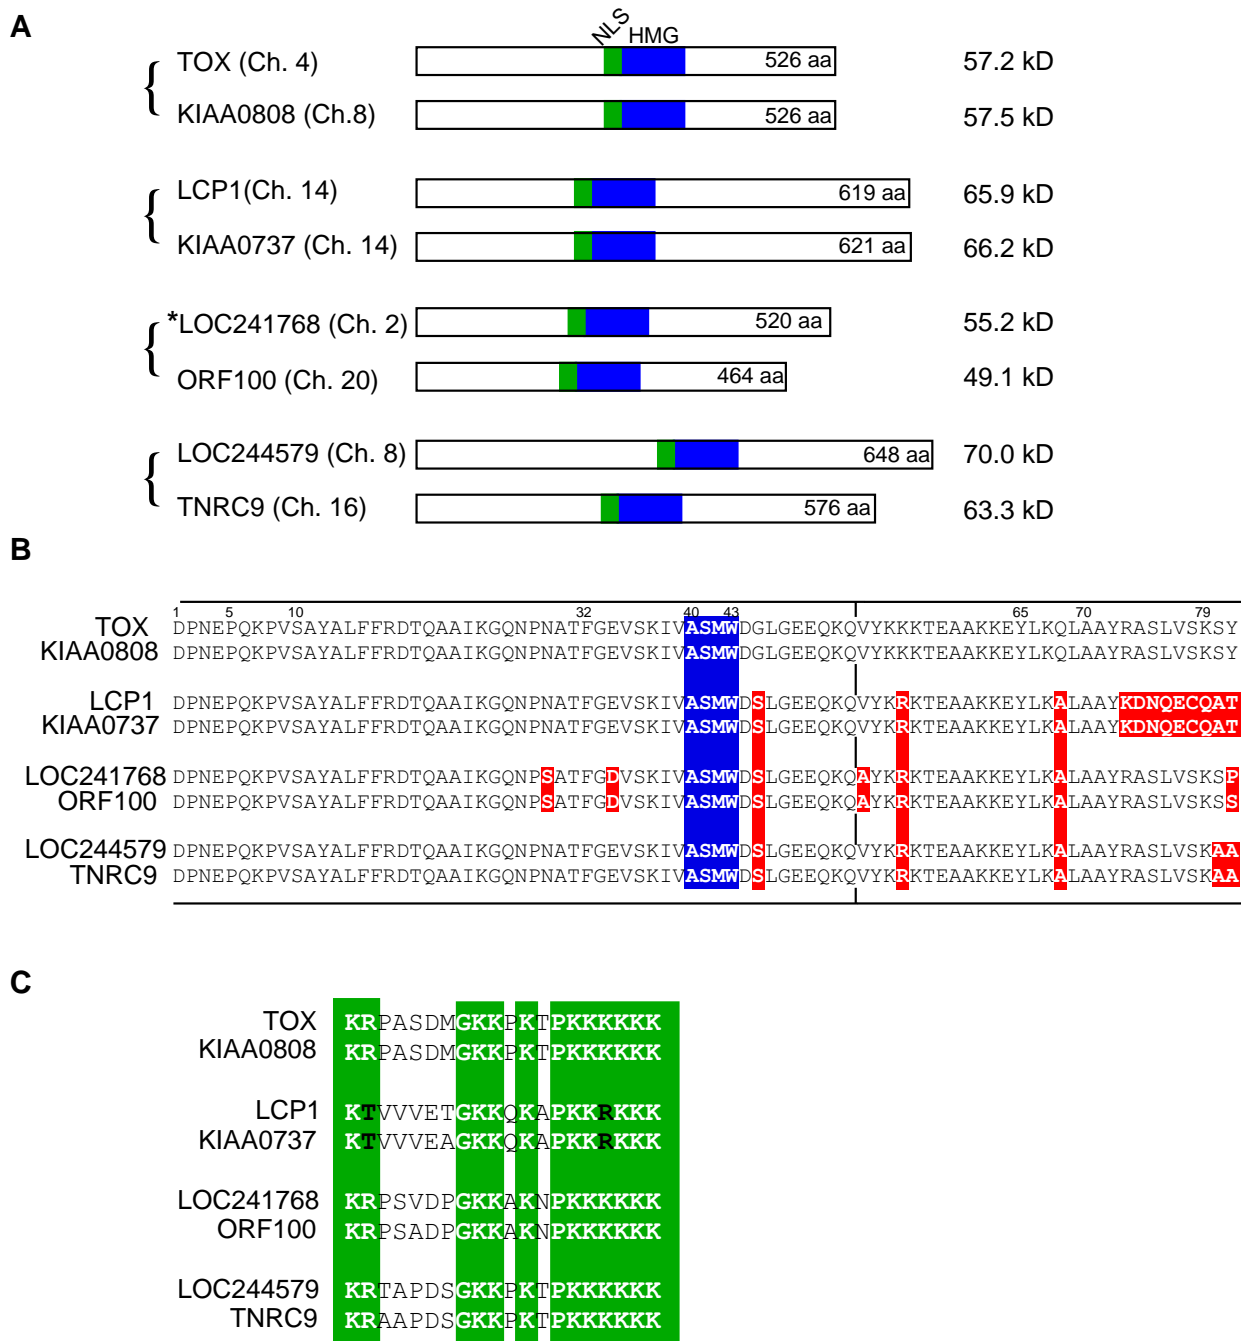 A
NLS
HMG
TOX (Ch. 4) 526 aa 57.2 kD
KIAA0808 (Ch.8) 526 aa 57.5 kD
LCP1(Ch. 14) 619 aa 65.9 kD
KIAA0737 (Ch. 14) 621 aa 66.2 kD
*LOC241768 (Ch. 2) 520 aa 55.2 kD
ORF100 (Ch. 20) 464 aa 49.1 kD
LOC244579 (Ch. 8) 648 aa 70.0 kD
TNRC9 (Ch. 16) 576 aa 63.3 kD
B
1 5 10 32 40 43 65 70 79
TOX DPNEPQKPVSAYALFFRDTQAAIKGQNPNATFGEVSKIVASMWDGLGEEQKQVYKKKTEAAKKEYLKQLAAYRASLVSKSY
KIAA0808 DPNEPQKPVSAYALFFRDTQAAIKGQNPNATFGEVSKIVASMWDGLGEEQKQVYKKKTEAAKKEYLKQLAAYRASLVSKSY
LCP1 DPNEPQKPVSAYALFFRDTQAAIKGQNPNATFGEVSKIVASMWDSLGEEQKQVYKRKTEAAKKEYLKALAAYKDNQECQAT
KIAA0737 DPNEPQKPVSAYALFFRDTQAAIKGQNPNATFGEVSKIVASMWDSLGEEQKQVYKRKTEAAKKEYLKALAAYKDNQECQAT
LOC241768 DPNEPQKPVSAYALFFRDTQAAIKGQNPSATFGDVSKIVASMWDSLGEEQKQAYKRKTEAAKKEYLKALAAYRASLVSKSP
ORF100 DPNEPQKPVSAYALFFRDTQAAIKGQNPSATFGDVSKIVASMWDSLGEEQKQAYKRKTEAAKKEYLKALAAYRASLVSKSS
LOC244579 DPNEPQKPVSAYALFFRDTQAAIKGQNPNATFGEVSKIVASMWDSLGEEQKQVYKRKTEAAKKEYLKALAAYRASLVSKAA
TNRC9 DPNEPQKPVSAYALFFRDTQAAIKGQNPNATFGEVSKIVASMWDSLGEEQKQVYKRKTEAAKKEYLKALAAYRASLVSKAA
C
TOX KRPASDMGKKPKTPKKKKKK
KIAA0808 KRPASDMGKKPKTPKKKKKK
LCP1 KTVVVETGKKQKAPKKRKKK
KIAA0737 KTVVVEAGKKQKAPKKRKKK
LOC241768 KRPSVDPGKKAKNPKKKKKK
ORF100 KRPSADPGKKAKNPKKKKKK
LOC244579 KRTAPDSGKKPKTPKKKKKK
TNRC9 KRAAPDSGKKPKTPKKKKKK